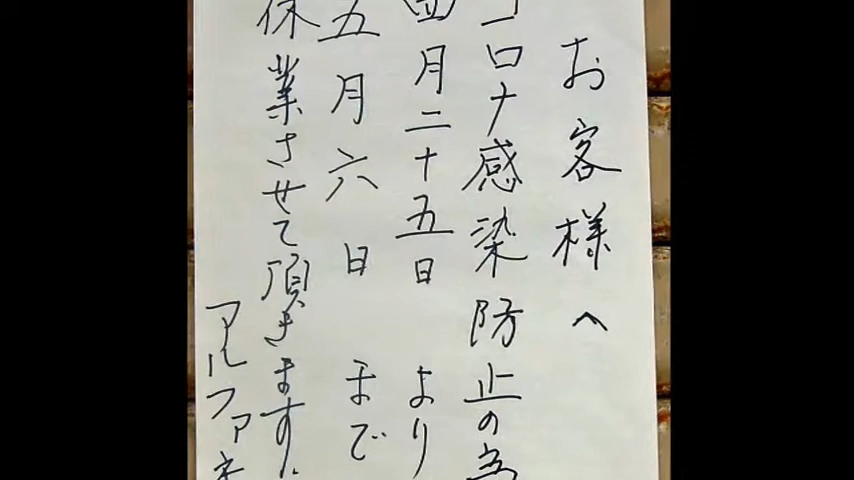 お客様へ
コロナ感染防止の為
四月二十五日 より
五月六日 まで
休業させて頂きます。
アルファネ